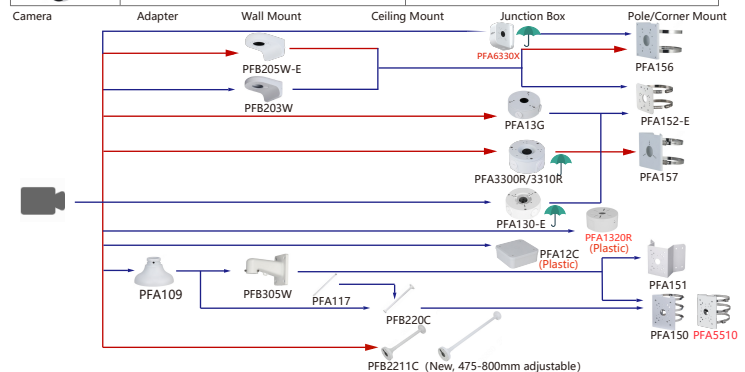 Camera Adapter Wall Mount Ceiling Mount Junction Box Pole/Corner Mount
PFA6330X
PFB205W-E
PFA156
PFB203W
PFA13G
PFA152-E
PFA3300R/3310R
PFA157
PFA130-E
PFA1320R
(Plastic)
PFA12C
(Plastic)
PFA109
PFB305W
PFA117
PFB220C
PFA151
PFA150 PFA5510
PFB2211C (New, 475-800mm adjustable)